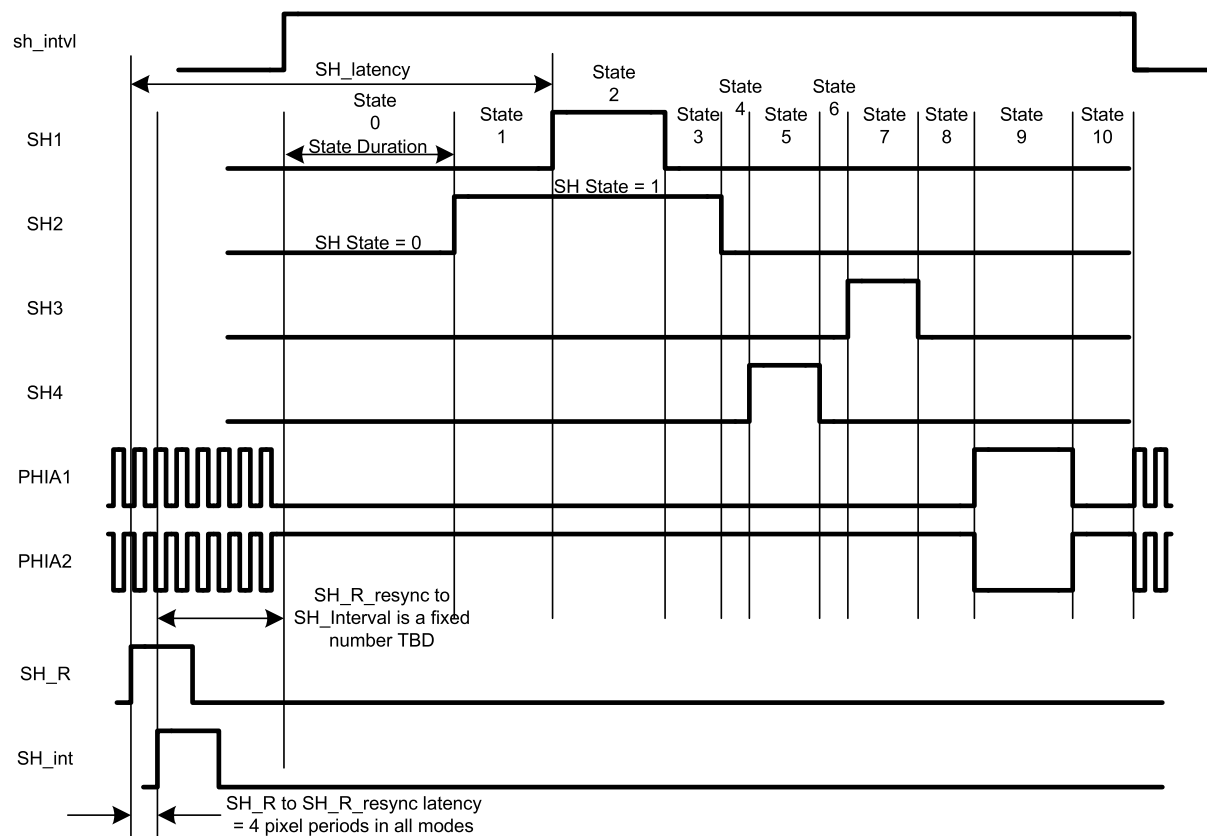 sh_intvl
SH_latency
State
0
State
1
State
2
State
3
State
4
State
5
State
6
State
7
State
8
State
9
State
10
SH1
State Duration
SH State = 1
SH2
SH State = 0
SH3
SH4
PHIA1
PHIA2
SH_R_resync to
SH_Interval is a fixed
number TBD
SH_R
SH_int
SH_R to SH_R_resync latency
= 4 pixel periods in all modes